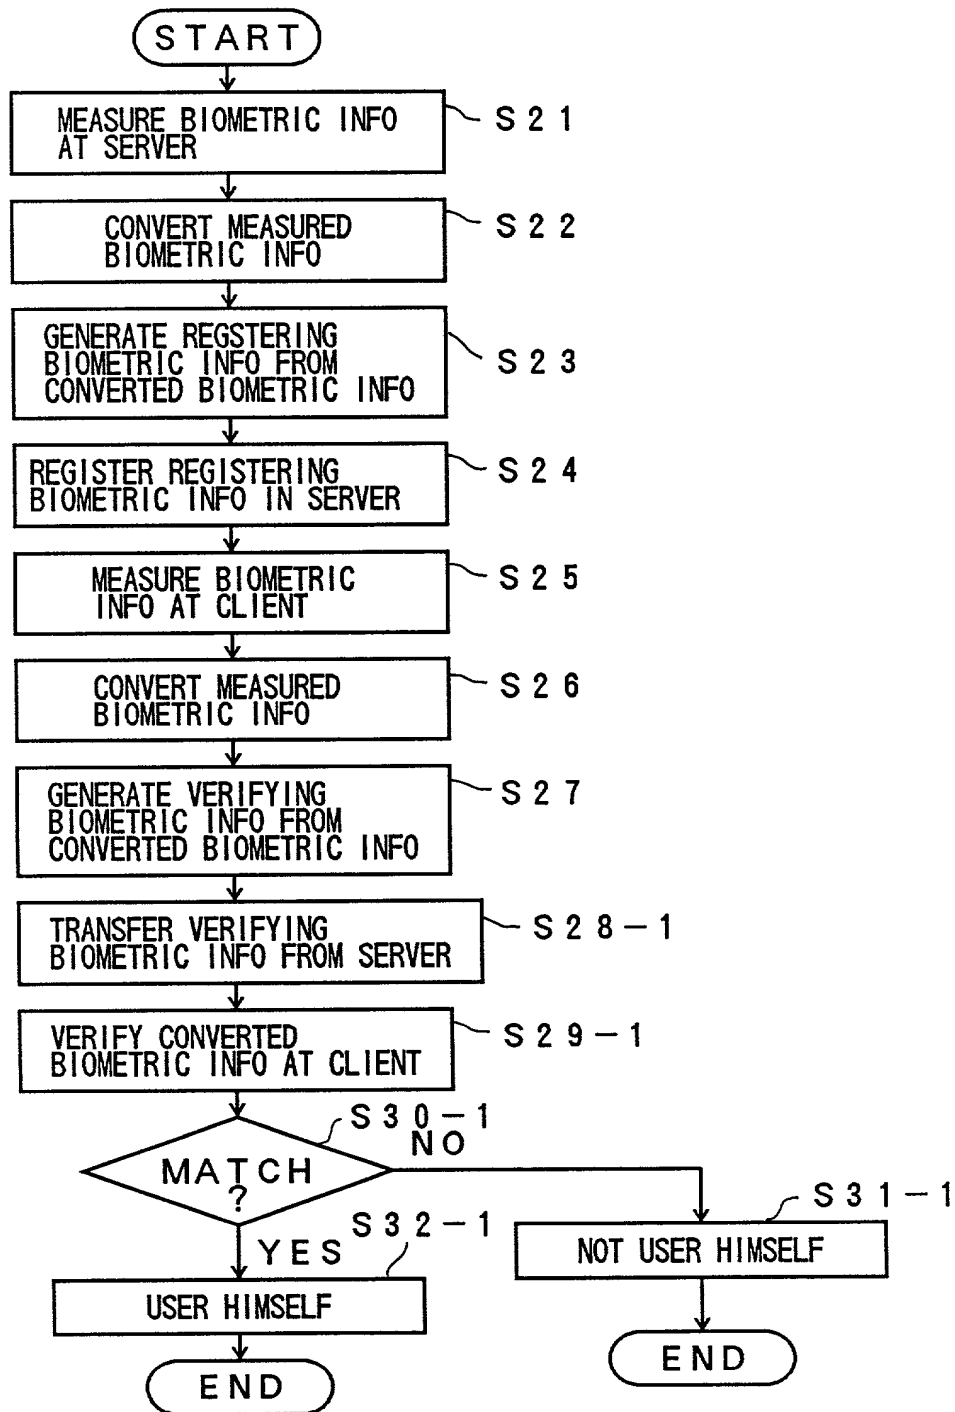 START
MEASURE BIOMETRIC INFO
AT SERVER
S21
CONVERT MEASURED
BIOMETRIC INFO
S22
GENERATE REGSTERING
BIOMETRIC INFO FROM
CONVERTED BIOMETRIC INFO
S23
REGISTER REGISTERING
BIOMETRIC INFO IN SERVER
S24
MEASURE BIOMETRIC
INFO AT CLIENT
S25
CONVERT MEASURED
BIOMETRIC INFO
S26
GENERATE VERIFYING
BIOMETRIC INFO FROM
CONVERTED BIOMETRIC INFO
S27
TRANSFER VERIFYING
BIOMETRIC INFO FROM SERVER
S28-1
VERIFY CONVERTED
BIOMETRIC INFO AT CLIENT
S29-1
S30-1
MATCH
?
NO
YES
S31-1
NOT USER HIMSELF
END
S32-1
USER HIMSELF
END